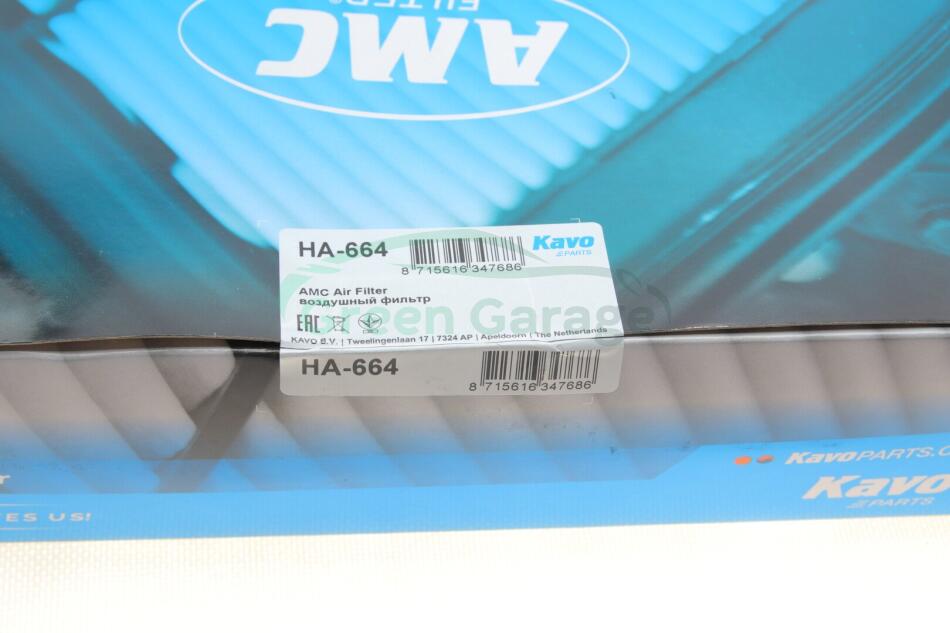 AMC
FILTER®
HA-664
8 715616 347686
Kavo
PARTS
AMC Air Filter
воздушный фильтр
Green Garage
EAC
KAVO B.V. | Tweelingenlaan 17 | 7324 AP | Apeldoorn | The Netherlands
HA-664
8 715616 347686
KavoPARTS.C
Kavo
PARTS
ES US!